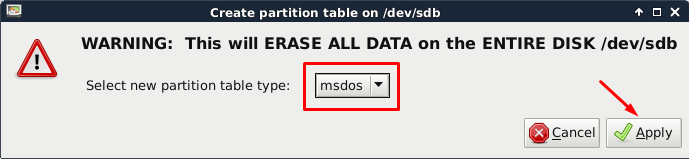 Create partition table on /dev/sdb
WARNING:  This will ERASE ALL DATA on the ENTIRE DISK /dev/sdb
Select new partition table type: msdos
Cancel Apply